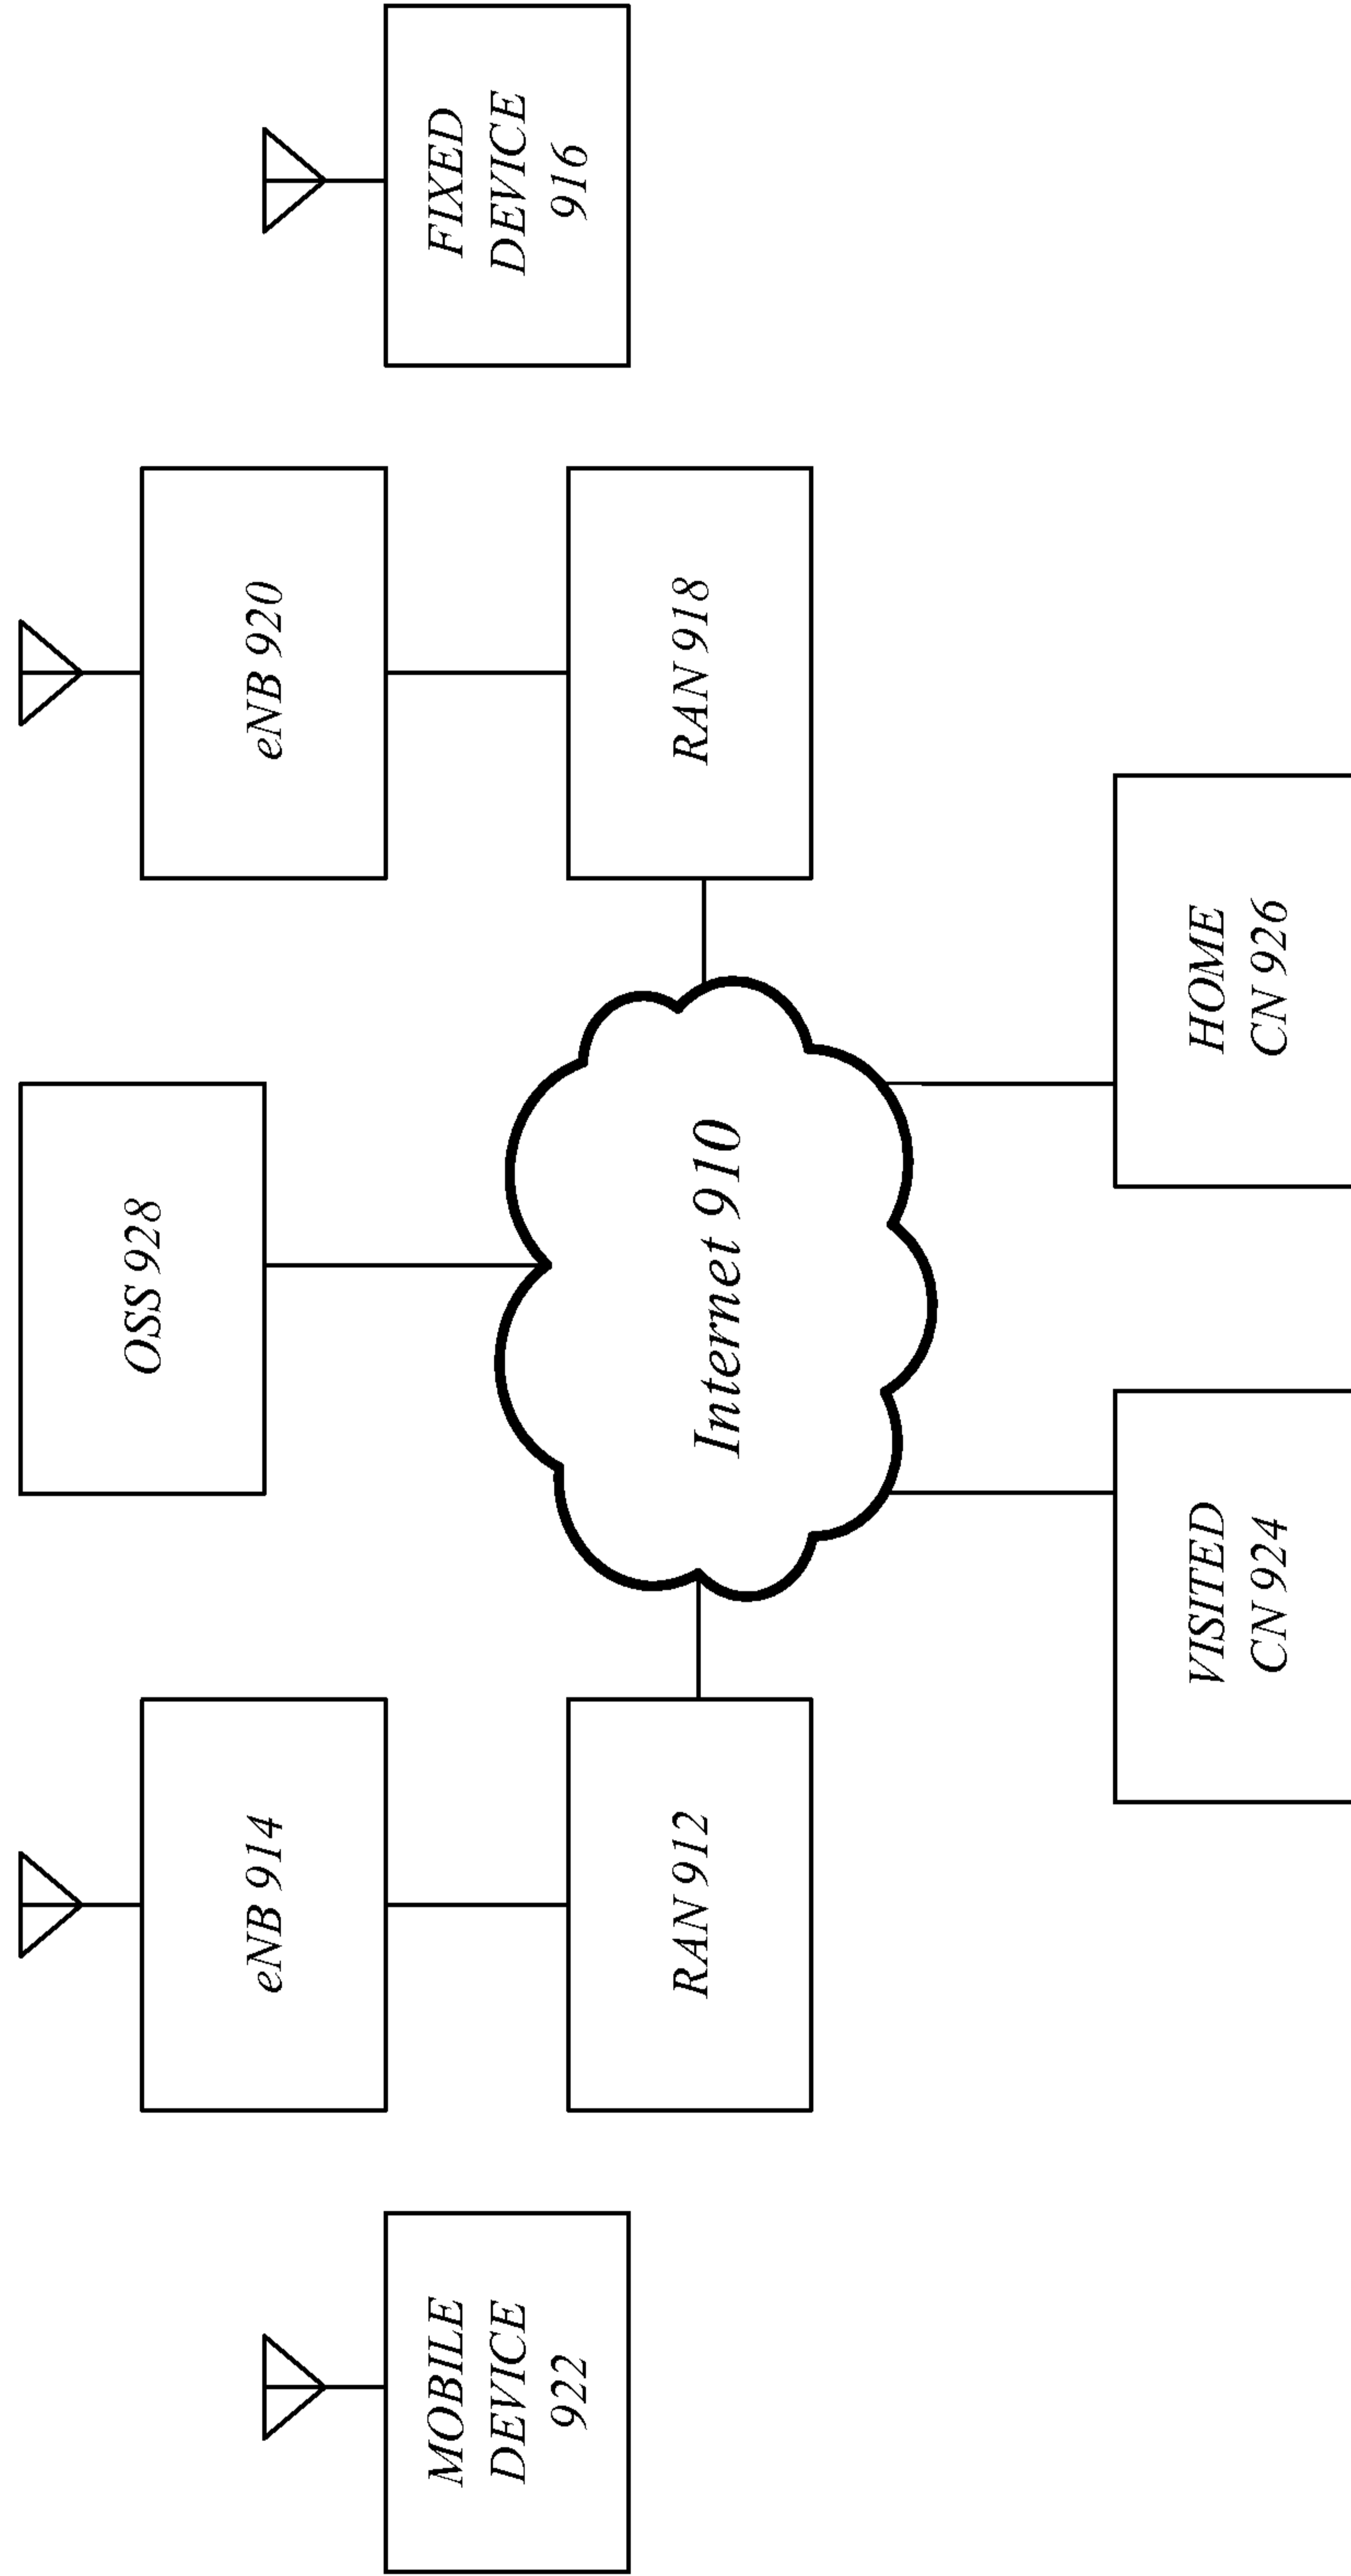 OSS 928
eNB 914
eNB 920
MOBILE
DEVICE
922
FIXED
DEVICE
916
RAN 912
Internet 910
RAN 918
VISITED
CN 924
HOME
CN 926